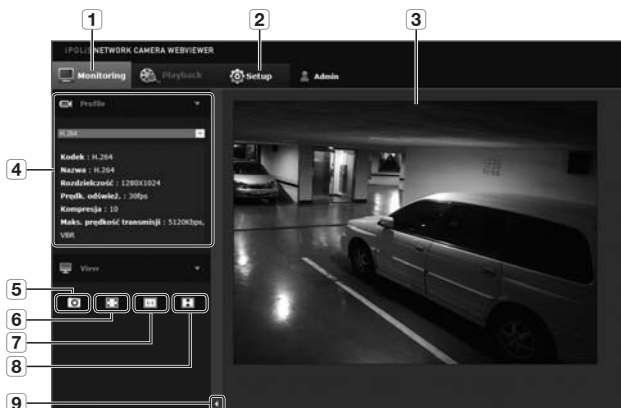 1
2
3
iPOLiS NETWORK CAMERA WEBVIEWER
Monitoring Playback Setup Admin
Profile
H.264
4
Kodek : H.264
Nazwa : H.264
Rozdzielczość : 1280X1024
Prędk. odśwież. : 30fps
Kompresja : 10
Maks. prędkość transmisji : 5120Kbps,
VBR
View
5
6
7
8
9